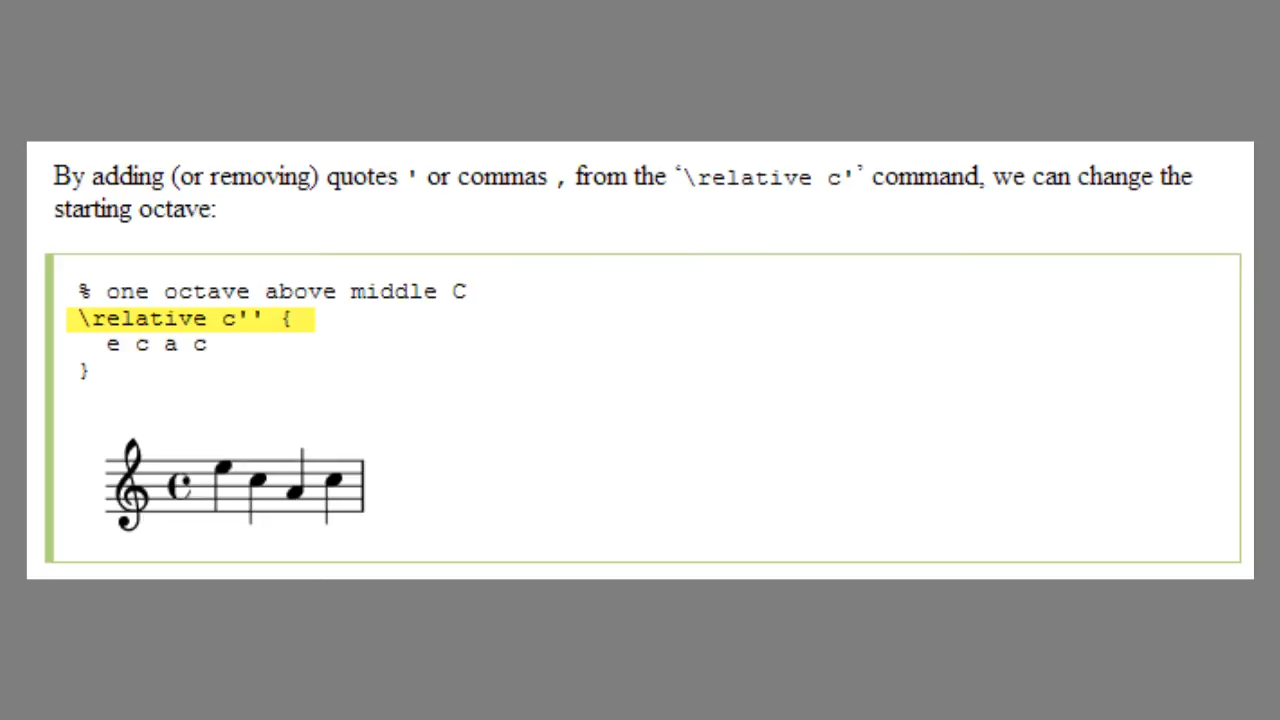 By adding (or removing) quotes ' or commas , from the ‘\relative c'’ command, we can change the
starting octave:
% one octave above middle C
\relative c'' {
  e c a c
}